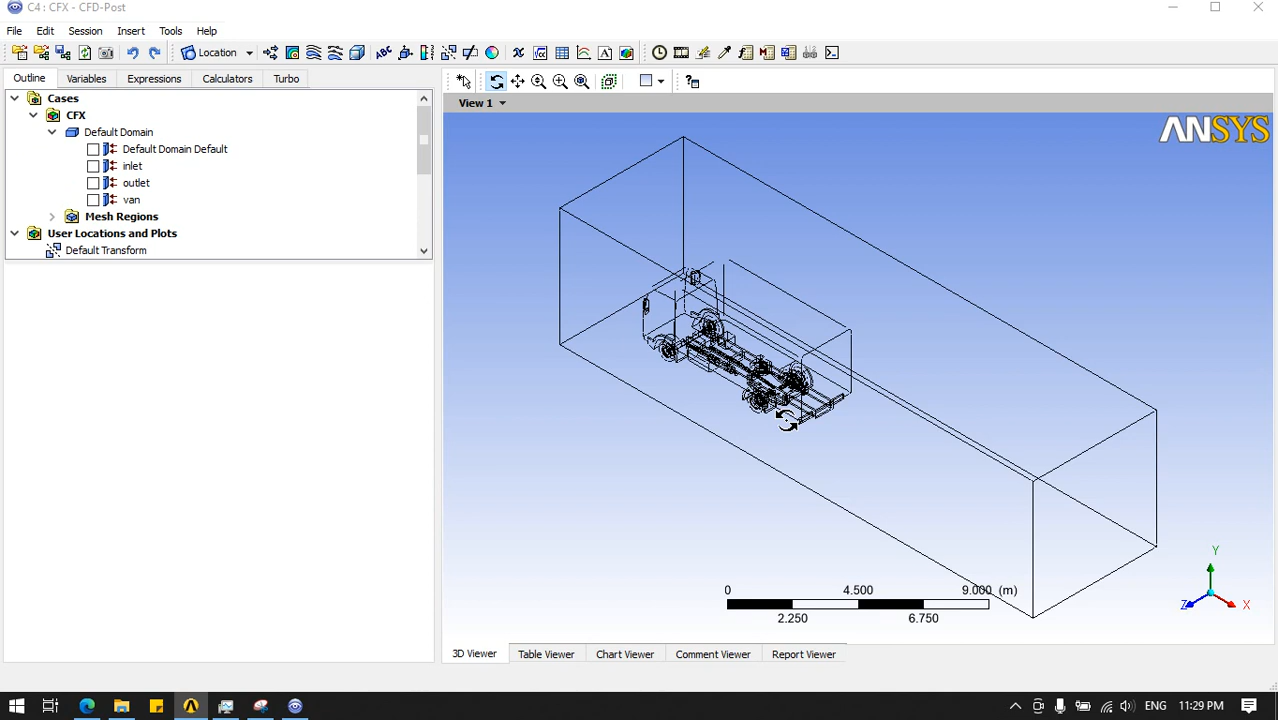 C4 : CFX - CFD-Post
File Edit Session Insert Tools Help
Location
Outline Variables Expressions Calculators Turbo
View 1
Cases
CFX
Default Domain
Default Domain Default
inlet
outlet
van
Mesh Regions
User Locations and Plots
Default Transform
ANSYS
0 4.500 9.000 (m)
2.250 6.750
Y
Z X
3D Viewer Table Viewer Chart Viewer Comment Viewer Report Viewer
ENG 11:29 PM